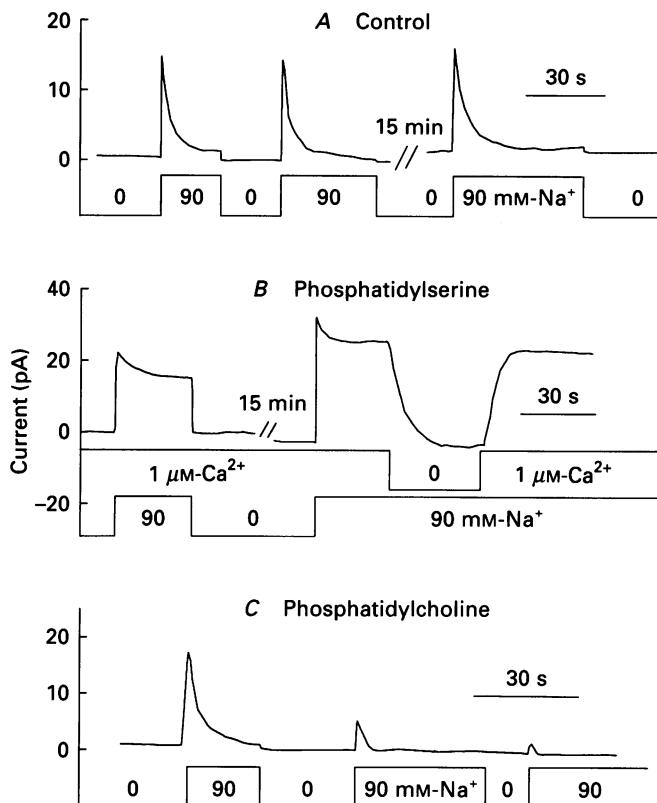 A Control
20
10
0
15 min
30 s
0 90 0 90 0 90 mM-Na⁺ 0
B Phosphatidylserine
Current (pA)
40
20
0
−20
15 min
30 s
1 μM-Ca²⁺ 0 1 μM-Ca²⁺
90 0 90 mM-Na⁺
C Phosphatidylcholine
20
10
0
30 s
0 90 0 90 mM-Na⁺ 0 90